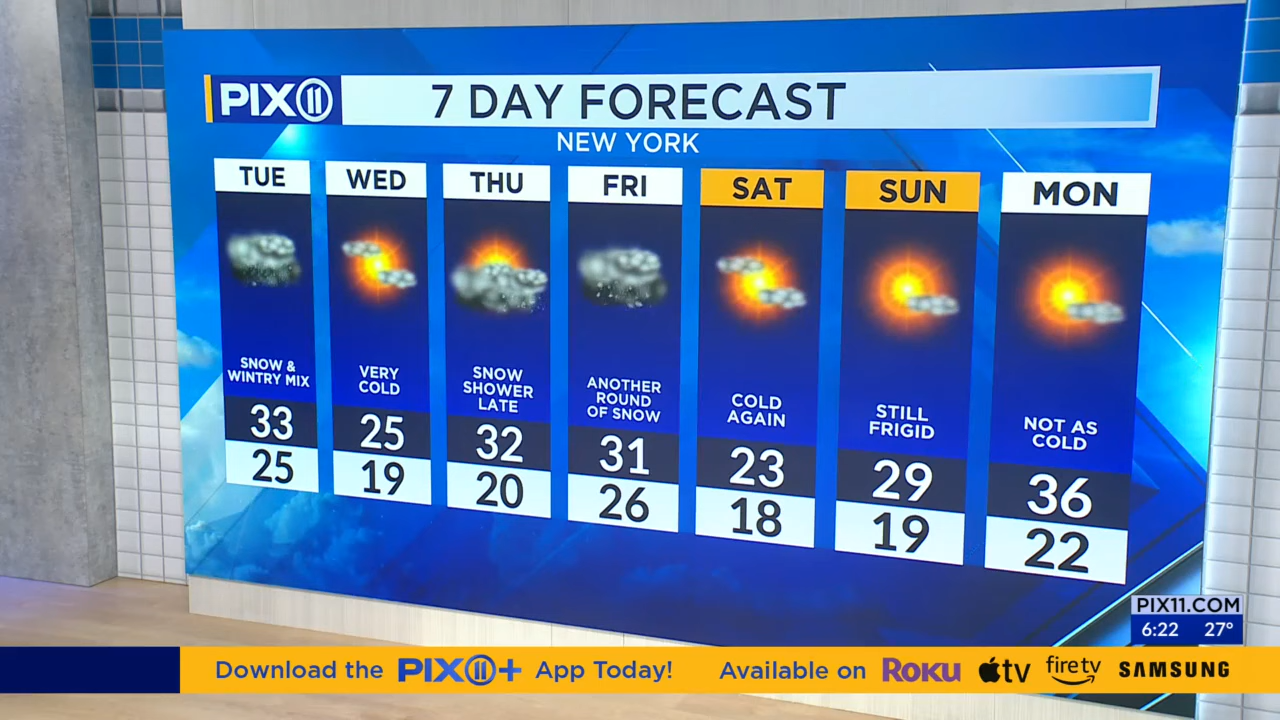 PIX11
7 DAY FORECAST
NEW YORK
TUE
SNOW &
WINTRY MIX
33
25
WED
VERY
COLD
25
19
THU
SNOW
SHOWER
LATE
32
20
FRI
ANOTHER
ROUND
OF SNOW
31
26
SAT
COLD
AGAIN
23
18
SUN
STILL
FRIGID
29
19
MON
NOT AS
COLD
36
22
PIX11.COM
6:22 27°
Download the PIX11+ App Today! Available on Roku tv fire tv SAMSUNG